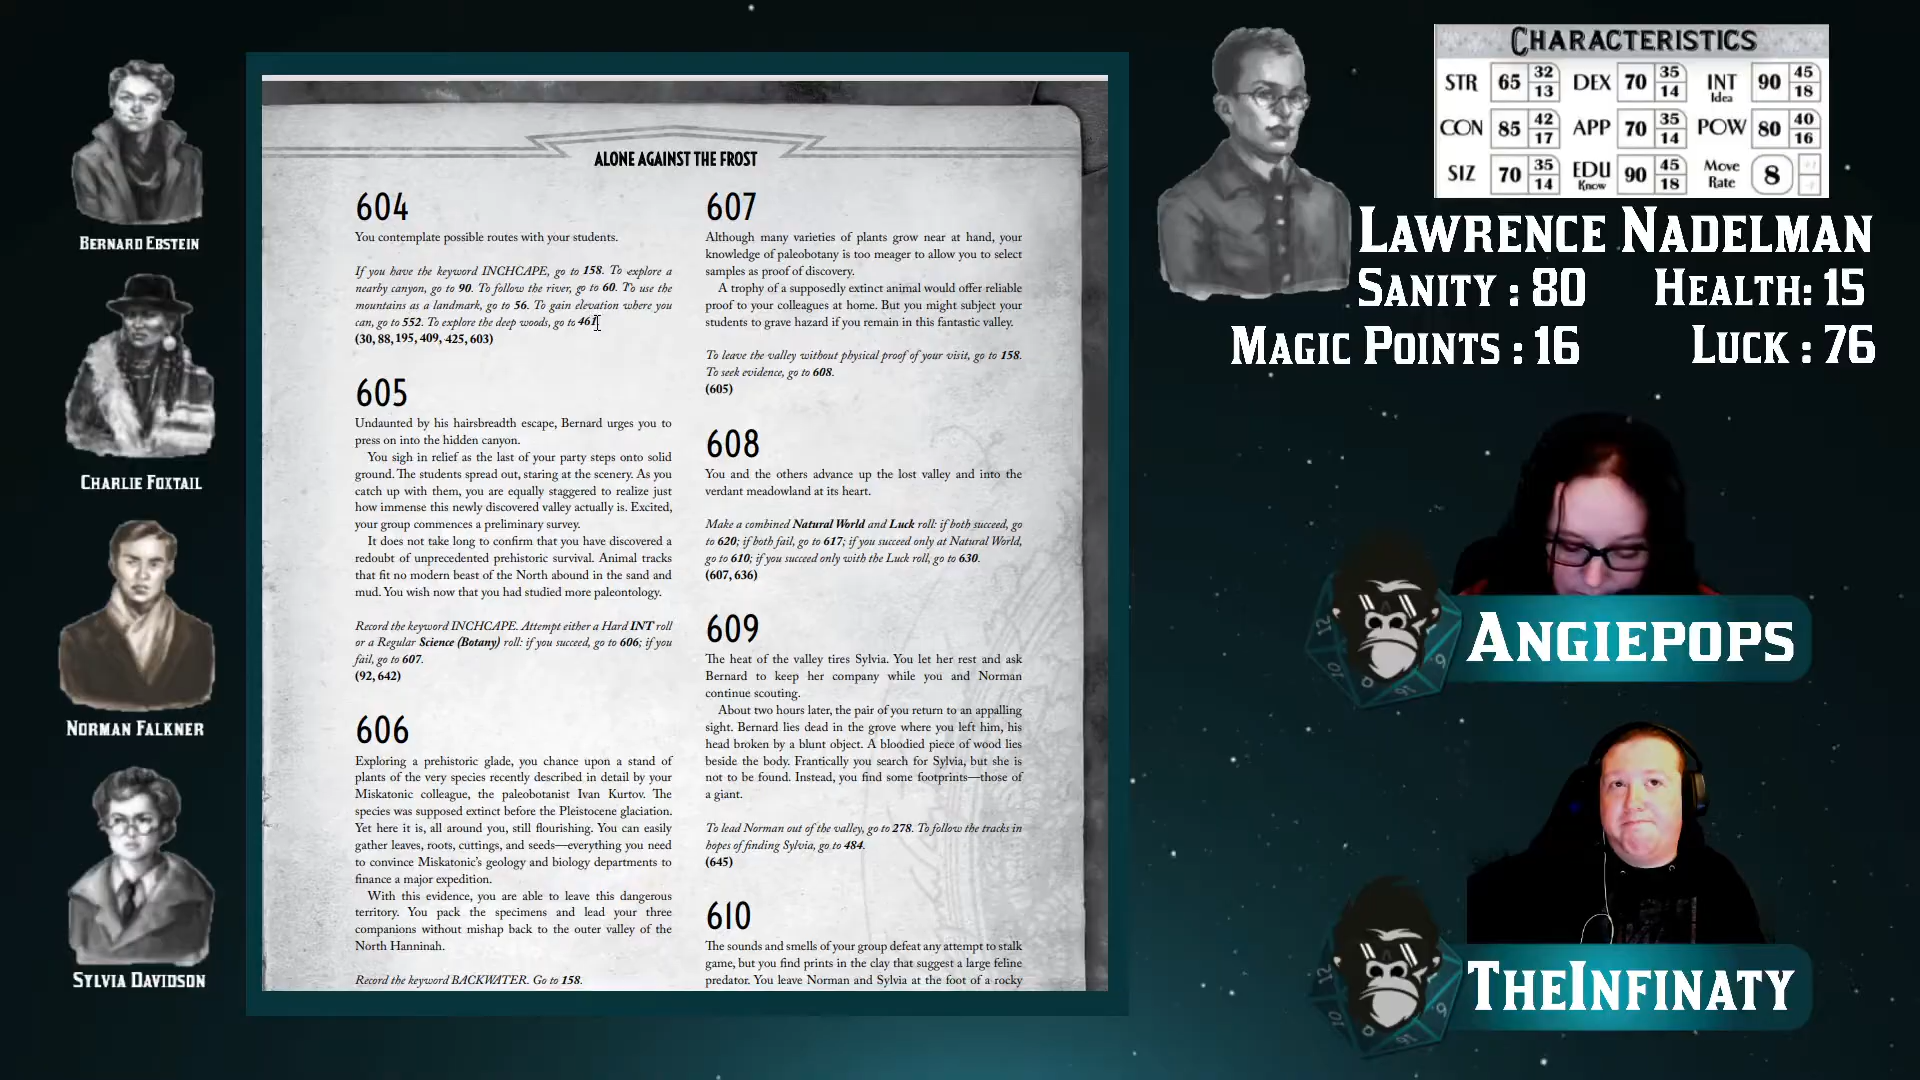 BERNARD EBSTEIN
CHARLIE FOXTAIL
NORMAN FALKNER
SYLVIA DAVIDSON
ALONE AGAINST THE FROST
604
You contemplate possible routes with your students.
If you have the keyword INCHCAPE, go to 158. To explore a
nearby canyon, go to 90. To follow the river, go to 60. To use the
mountains as a landmark, go to 56. To gain elevation where you
can, go to 552. To explore the deep woods, go to 461.
(30, 88, 195, 409, 425, 603)
605
Undaunted by his hairsbreadth escape, Bernard urges you to
press on into the hidden canyon.
You sigh in relief as the last of your party steps onto solid
ground. The students spread out, staring at the scenery. As you
catch up with them, you are equally staggered to realize just
how immense this newly discovered valley actually is. Excited,
your group commences a preliminary survey.
It does not take long to confirm that you have discovered a
redoubt of unprecedented prehistoric survival. Animal tracks
that fit no modern beast of the North abound in the sand and
mud. You wish now that you had studied more paleontology.
Record the keyword INCHCAPE. Attempt either a Hard INT roll
or a Regular Science (Botany) roll: if you succeed, go to 606; if you
fail, go to 607.
(92, 642)
606
Exploring a prehistoric glade, you chance upon a stand of
plants of the very species recently described in detail by your
Miskatonic colleague, the paleobotanist Ivan Kurtov. The
species was supposed extinct before the Pleistocene glaciation.
Yet here it is, all around you, still flourishing. You can easily
gather leaves, roots, cuttings, and seeds—everything you need
to convince Miskatonic's geology and biology departments to
finance a major expedition.
With this evidence, you are able to leave this dangerous
territory. You pack the specimens and lead your three
companions without mishap back to the outer valley of the
North Hanninah.
Record the keyword BACKWATER. Go to 158.
607
Although many varieties of plants grow near at hand, your
knowledge of paleobotany is too meager to allow you to select
samples as proof of discovery.
A trophy of a supposedly extinct animal would offer reliable
proof to your colleagues at home. But you might subject your
students to grave hazard if you remain in this fantastic valley.
To leave the valley without physical proof of your visit, go to 158.
To seek evidence, go to 608.
(605)
608
You and the others advance up the lost valley and into the
verdant meadowland at its heart.
Make a combined Natural World and Luck roll: if both succeed, go
to 620; if both fail, go to 617; if you succeed only at Natural World,
go to 610; if you succeed only with the Luck roll, go to 630.
(607, 636)
609
The heat of the valley tires Sylvia. You let her rest and ask
Bernard to keep her company while you and Norman
continue scouting.
About two hours later, the pair of you return to an appalling
sight. Bernard lies dead in the grove where you left him, his
head broken by a blunt object. A bloodied piece of wood lies
beside the body. Frantically you search for Sylvia, but she is
not to be found. Instead, you find some footprints—those of
a giant.
To lead Norman out of the valley, go to 278. To follow the tracks in
hopes of finding Sylvia, go to 484.
(645)
610
The sounds and smells of your group defeat any attempt to stalk
game, but you find prints in the clay that suggest a large feline
predator. You leave Norman and Sylvia at the foot of a rocky
CHARACTERISTICS
STR 65 32 13 DEX 70 35 14 INT Idea 90 45 18
CON 85 42 17 APP 70 35 14 POW 80 40 16
SIZ 70 35 14 EDU Know 90 45 18 Move Rate 8
LAWRENCE NADELMAN
SANITY : 80 HEALTH: 15
MAGIC POINTS : 16 LUCK : 76
ANGIEPOPS
THEINFINATY